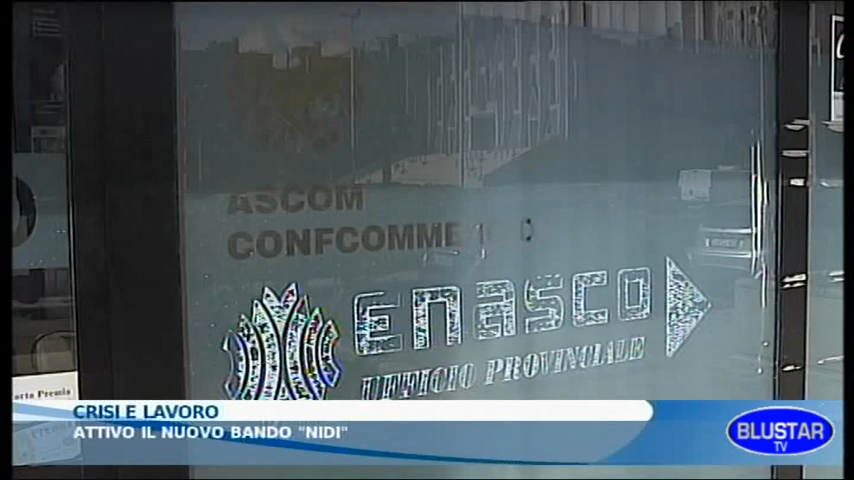 ASCOM
CONFCOMME
enasco
UFFICIO PROVINCIALE
CRISI E LAVORO
ATTIVO IL NUOVO BANDO "NIDI"
BLUSTAR
TV